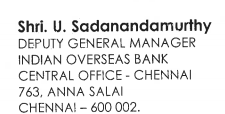 Shri. U. Sadanandamurthy
DEPUTY GENERAL MANAGER
INDIAN OVERSEAS BANK
CENTRAL OFFICE - CHENNAI
763, ANNA SALAI
CHENNAI – 600 002.